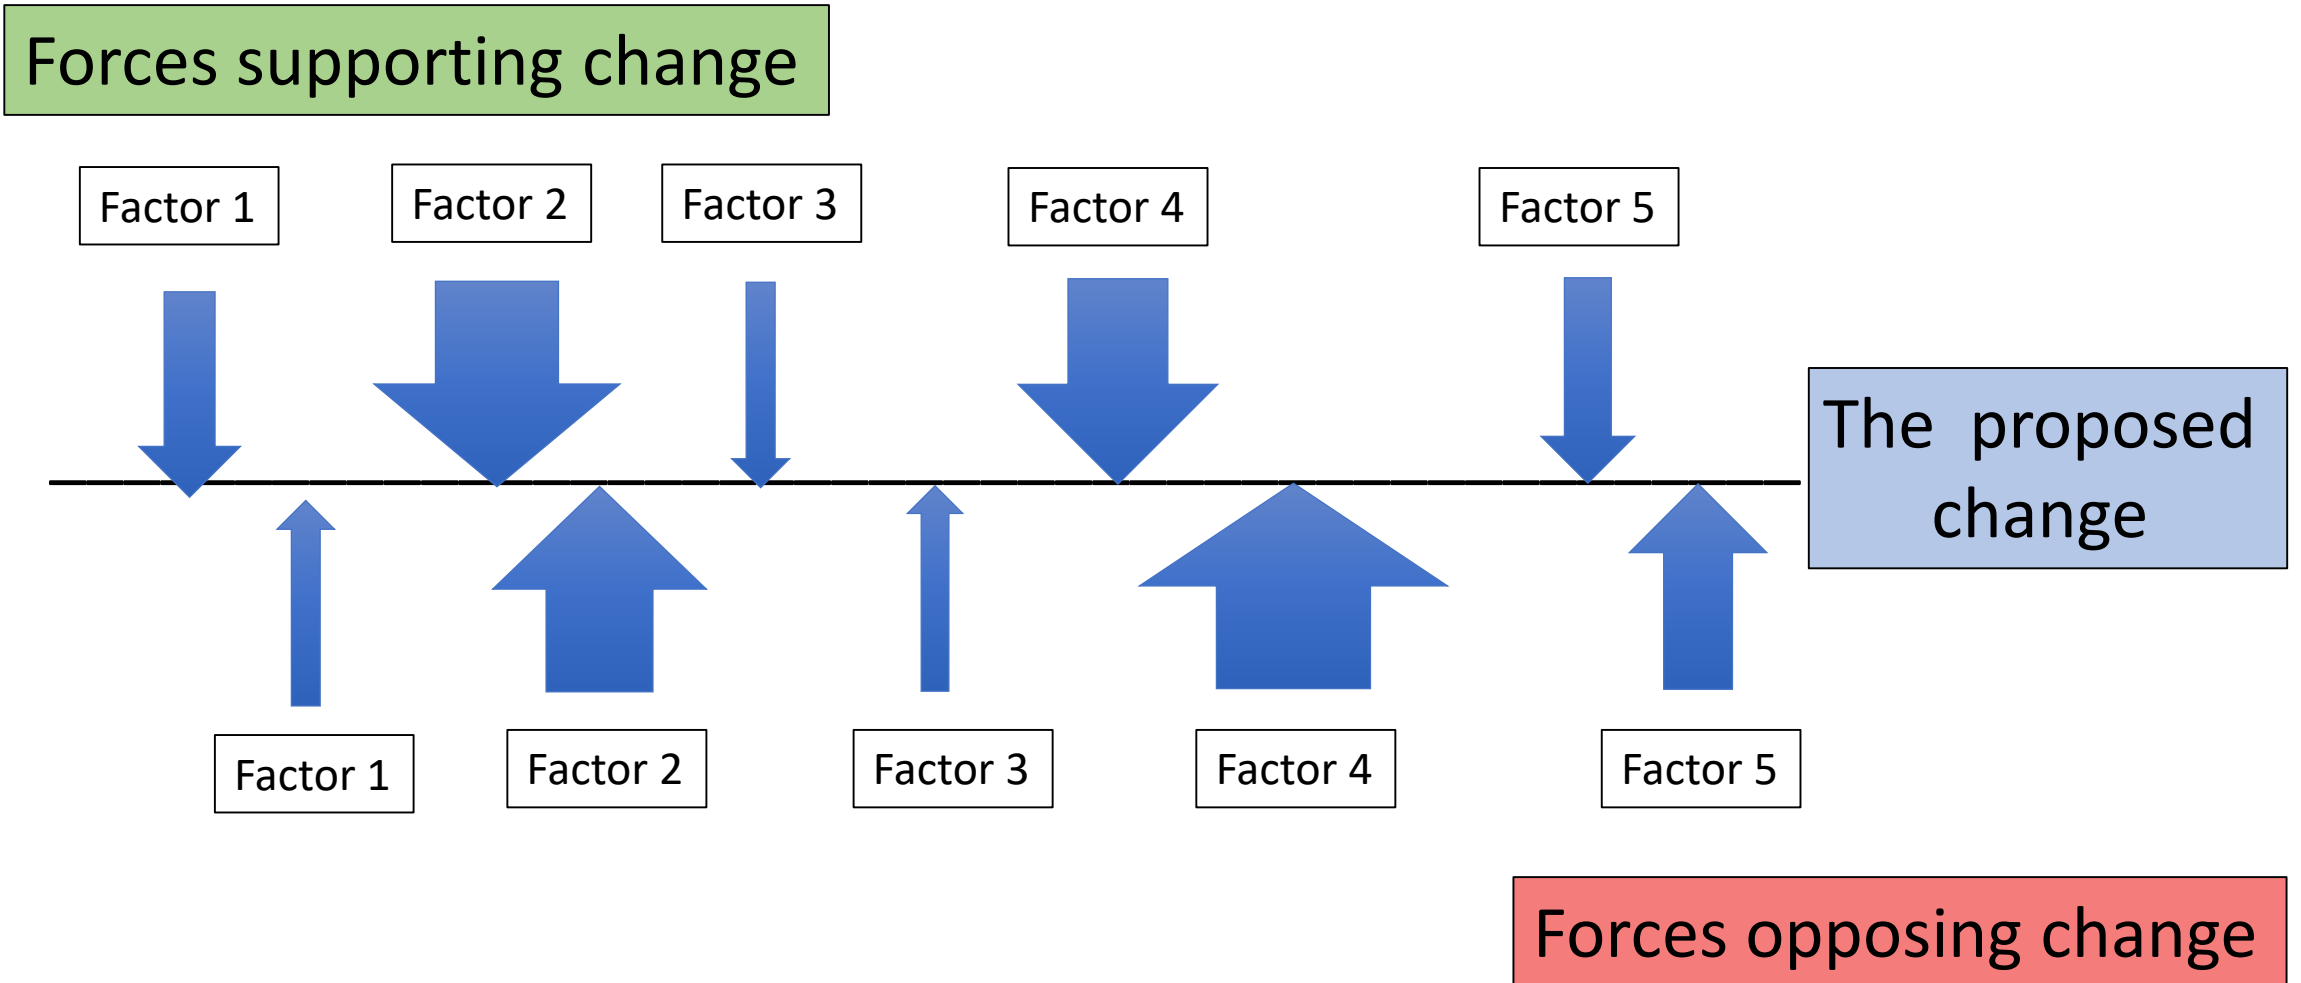 Forces supporting change
Factor 1
Factor 2
Factor 3
Factor 4
Factor 5
The  proposed
change
Factor 1
Factor 2
Factor 3
Factor 4
Factor 5
Forces opposing change